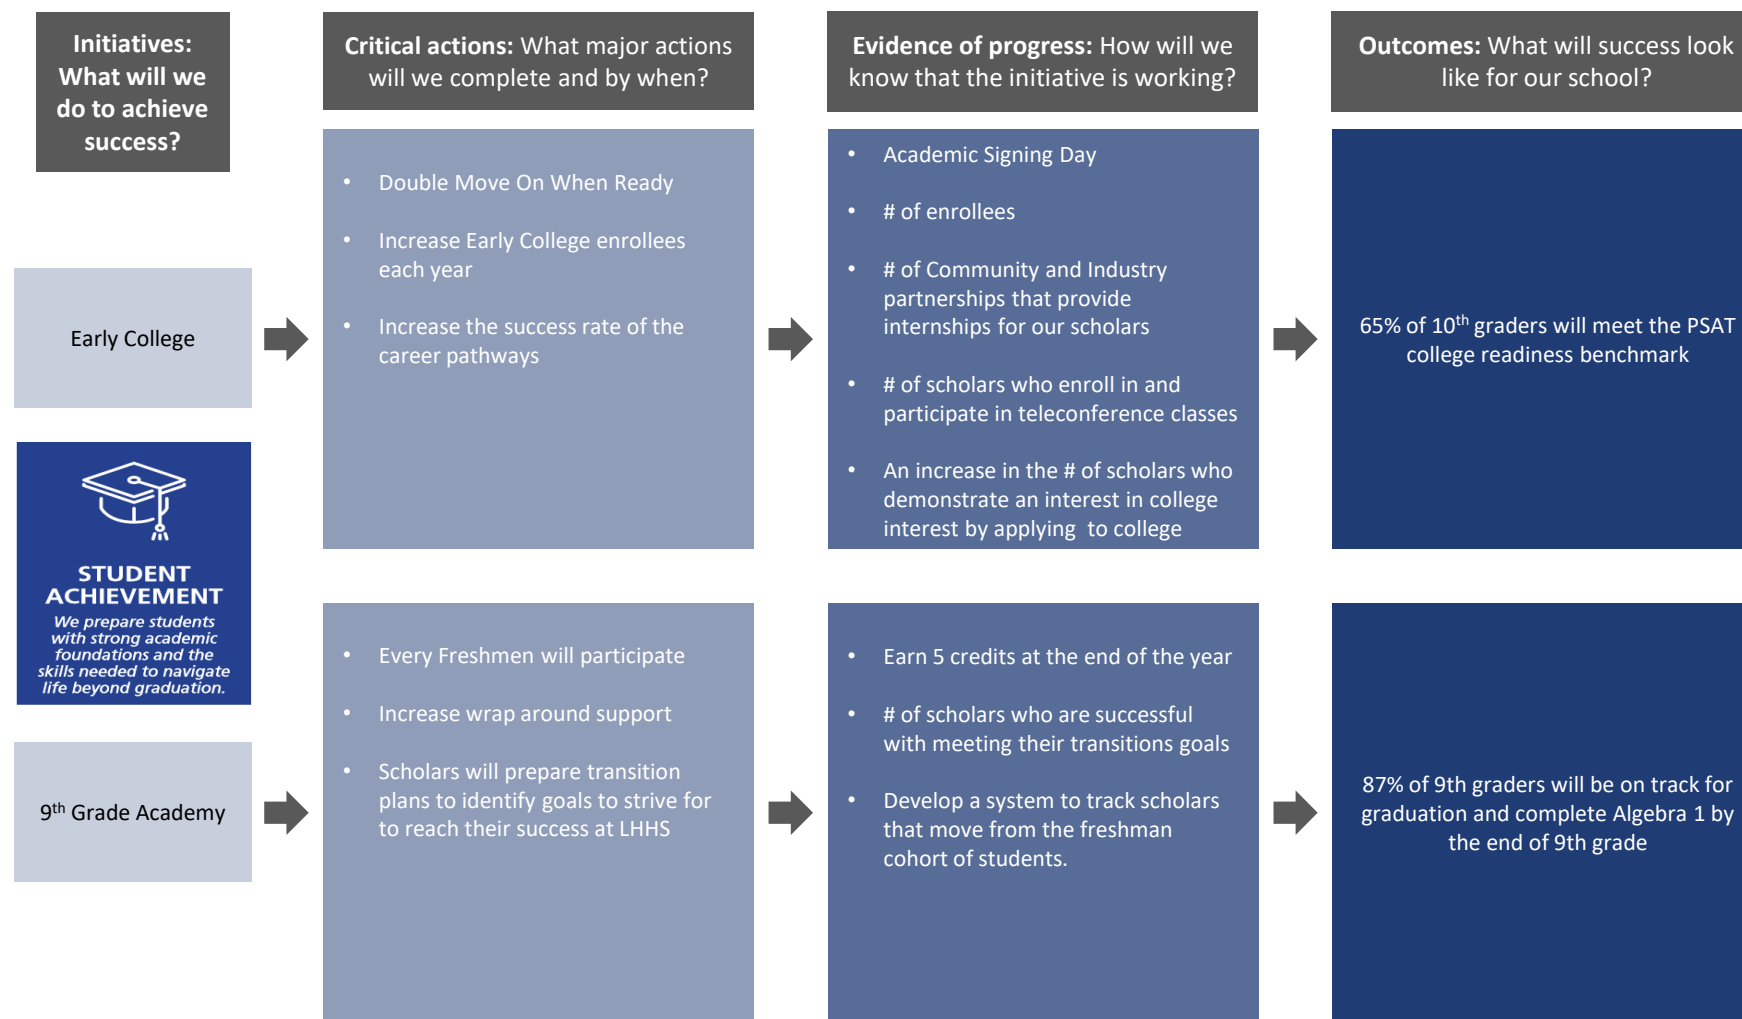 Initiatives:
What will we
do to achieve
success?
Critical actions: What major actions
will we complete and by when?
Evidence of progress: How will we
know that the initiative is working?
Outcomes: What will success look
like for our school?
Early College
• Double Move On When Ready
• Increase Early College enrollees
each year
• Increase the success rate of the
career pathways
• Academic Signing Day
• # of enrollees
• # of Community and Industry
partnerships that provide
internships for our scholars
• # of scholars who enroll in and
participate in teleconference classes
• An increase in the # of scholars who
demonstrate an interest in college
interest by applying  to college
65% of 10th graders will meet the PSAT
college readiness benchmark
STUDENT
ACHIEVEMENT
We prepare students
with strong academic
foundations and the
skills needed to navigate
life beyond graduation.
9th Grade Academy
• Every Freshmen will participate
• Increase wrap around support
• Scholars will prepare transition
plans to identify goals to strive for
to reach their success at LHHS
• Earn 5 credits at the end of the year
• # of scholars who are successful
with meeting their transitions goals
• Develop a system to track scholars
that move from the freshman
cohort of students.
87% of 9th graders will be on track for
graduation and complete Algebra 1 by
the end of 9th grade